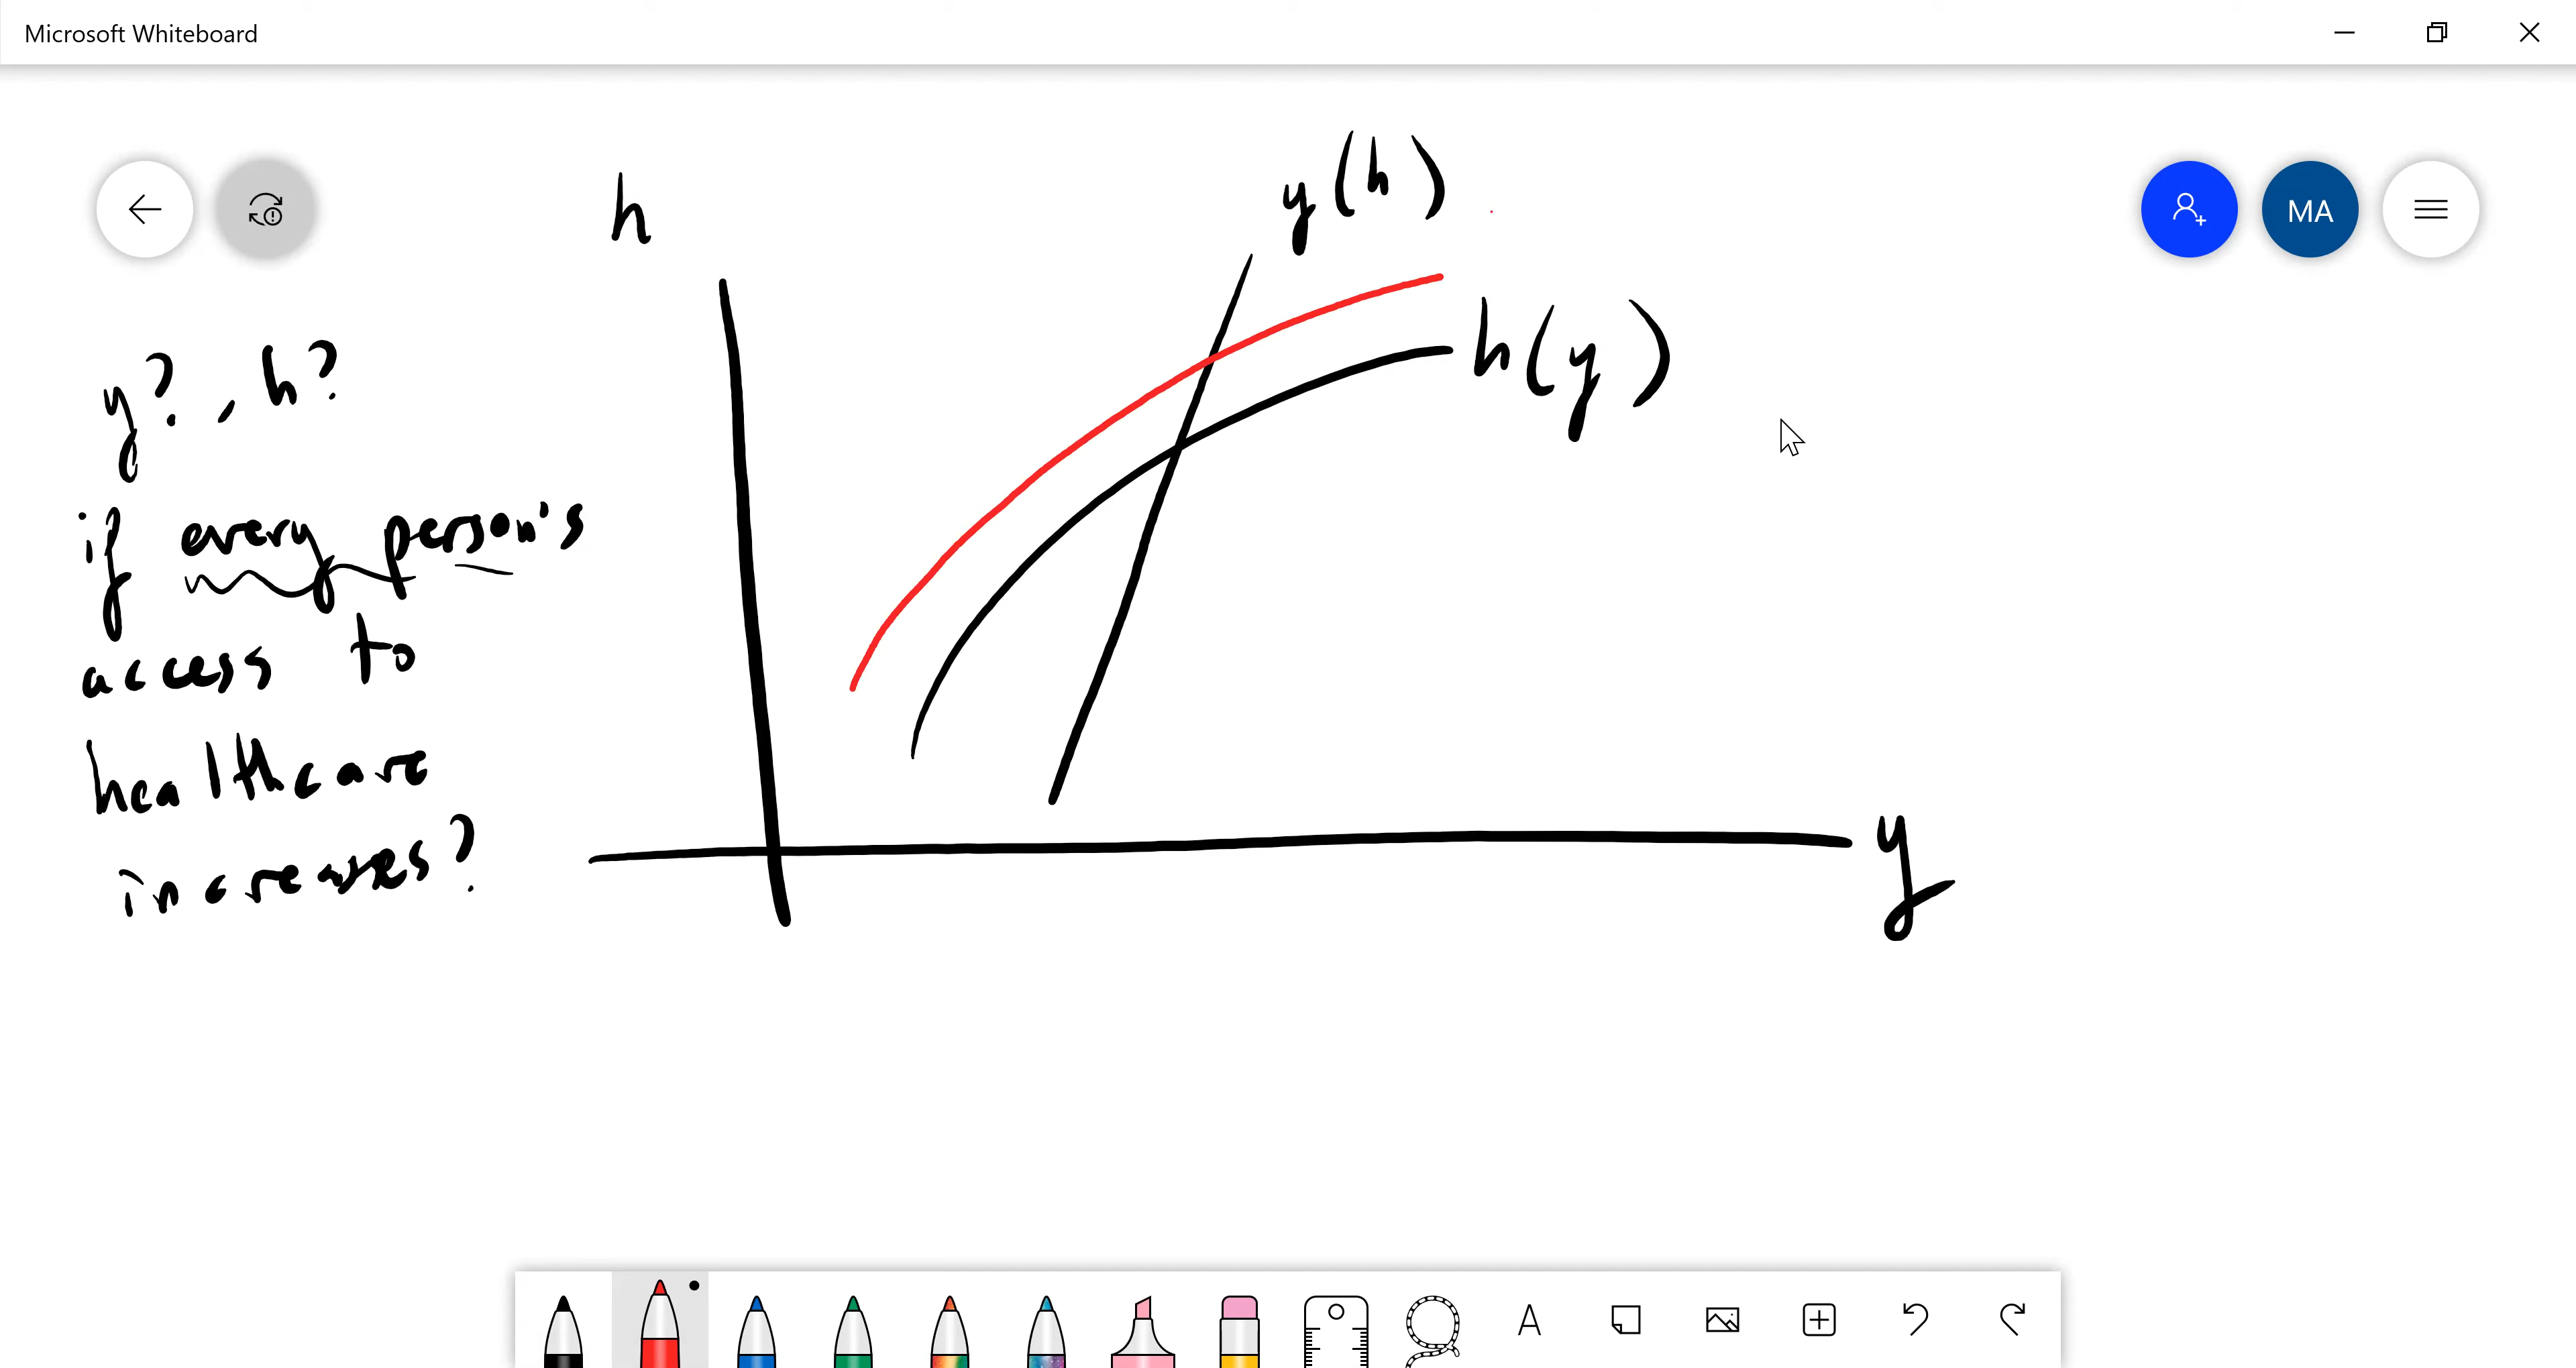 Microsoft Whiteboard
MA
h
y(h)
h(y)
y?, h?
if every person's
access to
healthcare
increases?
y
A